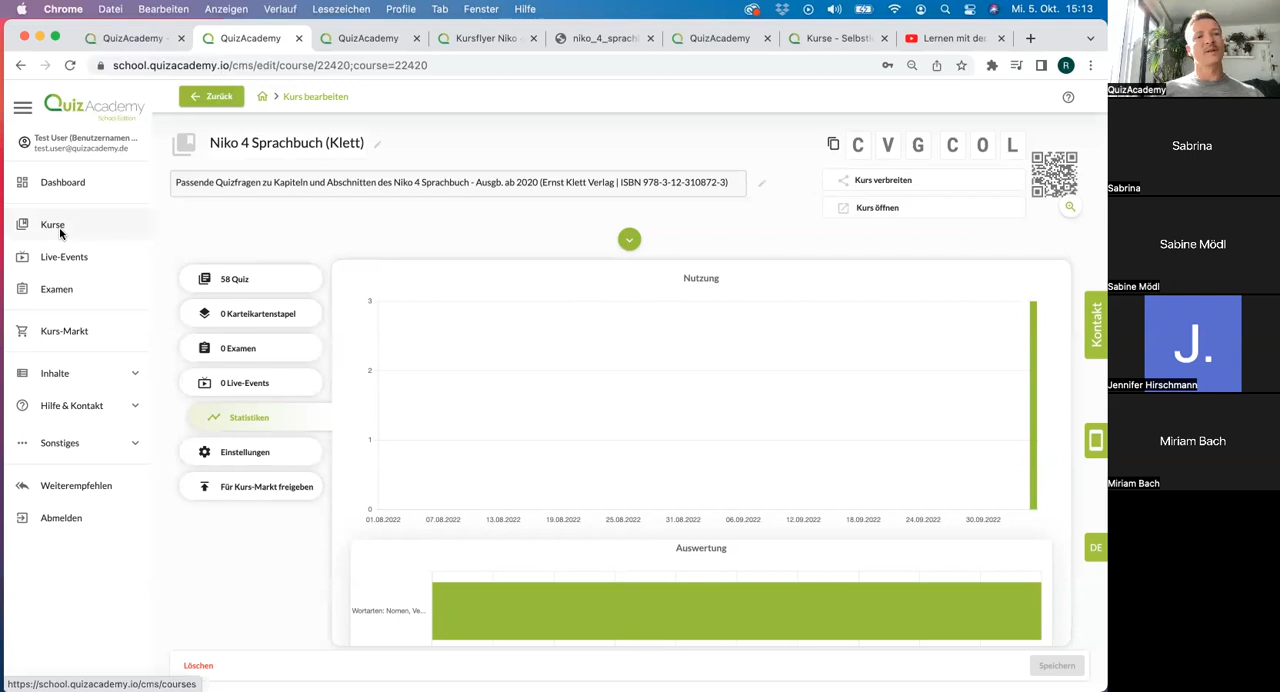 Chrome Datei Bearbeiten Anzeigen Verlauf Lesezeichen Profile Tab Fenster Hilfe Mi. 5. Okt. 15:13
QuizAcademy - QuizAcademy QuizAcademy Kursflyer Niko - niko_4_sprach QuizAcademy Kurse - Selbstl Lernen mit der
school.quizacademy.io/cms/edit/course/22420;course=22420
R
QuizAcademy
School Edition
Zurück
Kurs bearbeiten
Test User (Benutzernamen ...
test.user@quizacademy.de
Dashboard
Kurse
Live-Events
Examen
Kurs-Markt
Inhalte
Hilfe & Kontakt
Sonstiges
Weiterempfehlen
Abmelden
Niko 4 Sprachbuch (Klett)
C V G C O L
Passende Quizfragen zu Kapiteln und Abschnitten des Niko 4 Sprachbuch - Ausgb. ab 2020 (Ernst Klett Verlag | ISBN 978-3-12-310872-3)
Kurs verbreiten
Kurs öffnen
58 Quiz
0 Karteikartenstapel
0 Examen
0 Live-Events
Statistiken
Einstellungen
Für Kurs-Markt freigeben
Nutzung
3
2
1
0
01.08.2022 07.08.2022 13.08.2022 19.08.2022 25.08.2022 31.08.2022 06.09.2022 12.09.2022 18.09.2022 24.09.2022 30.09.2022
Auswertung
Wortarten: Nomen, Ve...
Kontakt
DE
Löschen
Speichern
https://school.quizacademy.io/cms/courses
QuizAcademy
Sabrina
Sabrina
Sabine Mödl
Sabine Mödl
J.
Jennifer Hirschmann
Miriam Bach
Miriam Bach